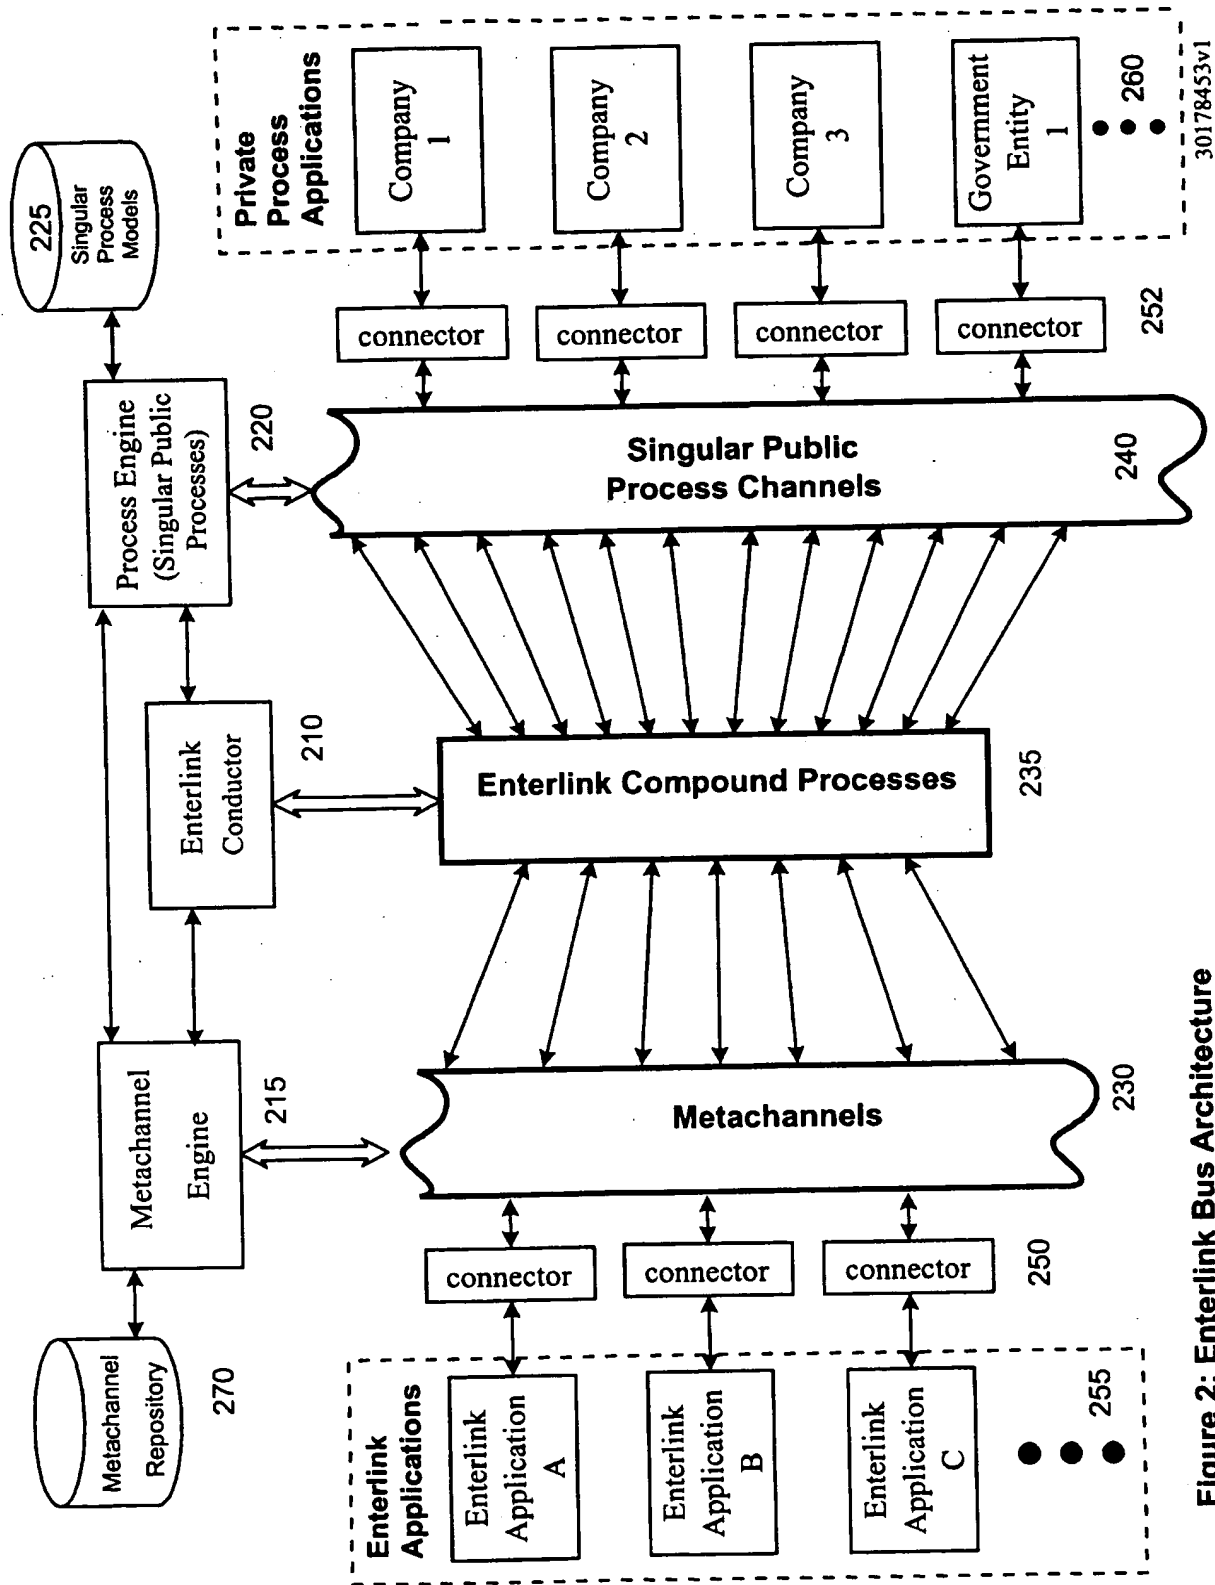 Metachannel
Repository
270
Metachannel
Engine
215
Enterlink
Conductor
210
Process Engine
(Singular Public
Processes)
220
225
Singular
Process
Models
Enterlink
Applications
Enterlink
Application
A
Enterlink
Application
B
Enterlink
Application
C
255
connector
connector
connector
250
Metachannels
230
Enterlink Compound Processes
235
Singular Public
Process Channels
240
connector
connector
connector
connector
252
Private
Process
Applications
Company
1
Company
2
Company
3
Government
Entity
1
260
Figure 2: Enterlink Bus Architecture
30178453v1